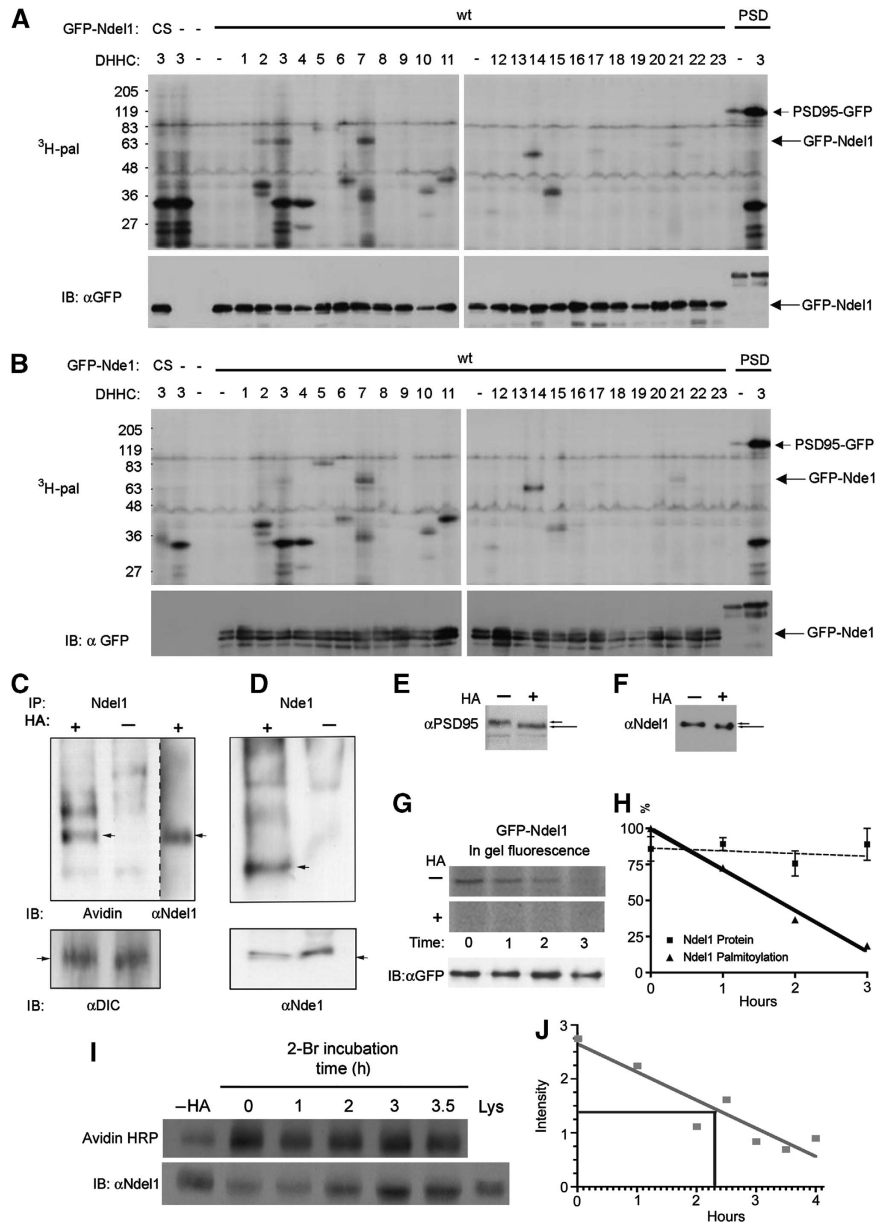 A
wt
PSD
GFP-Ndel1: CS - -
DHHC: 3 3 - - 1 2 3 4 5 6 7 8 9 10 11 - 12 13 14 15 16 17 18 19 20 21 22 23 - 3
205
119
83
63
48
36
27
³H-pal
PSD95-GFP
GFP-Ndel1
IB: αGFP
GFP-Ndel1
B
wt
PSD
GFP-Nde1: CS - -
DHHC: 3 3 - - 1 2 3 4 5 6 7 8 9 10 11 - 12 13 14 15 16 17 18 19 20 21 22 23 - 3
205
119
83
63
48
36
27
³H-pal
PSD95-GFP
GFP-Nde1
IB: α GFP
GFP-Nde1
C
IP: Ndel1
HA: + − +
IB: Avidin αNdel1
IB: αDIC
D
Nde1
+ −
αNde1
E
HA − +
αPSD95
F
HA − +
αNdel1
G
GFP-Ndel1
In gel fluorescence
HA
−
+
Time: 0 1 2 3
IB:αGFP
H
%
100
75
50
25
0
Ndel1 Protein
Ndel1 Palmitoylation
0 1 2 3
Hours
I
2-Br incubation
time (h)
−HA 0 1 2 3 3.5 Lys
Avidin HRP
IB: αNdel1
J
Intensity
3
2
1
0
0 1 2 3 4
Hours